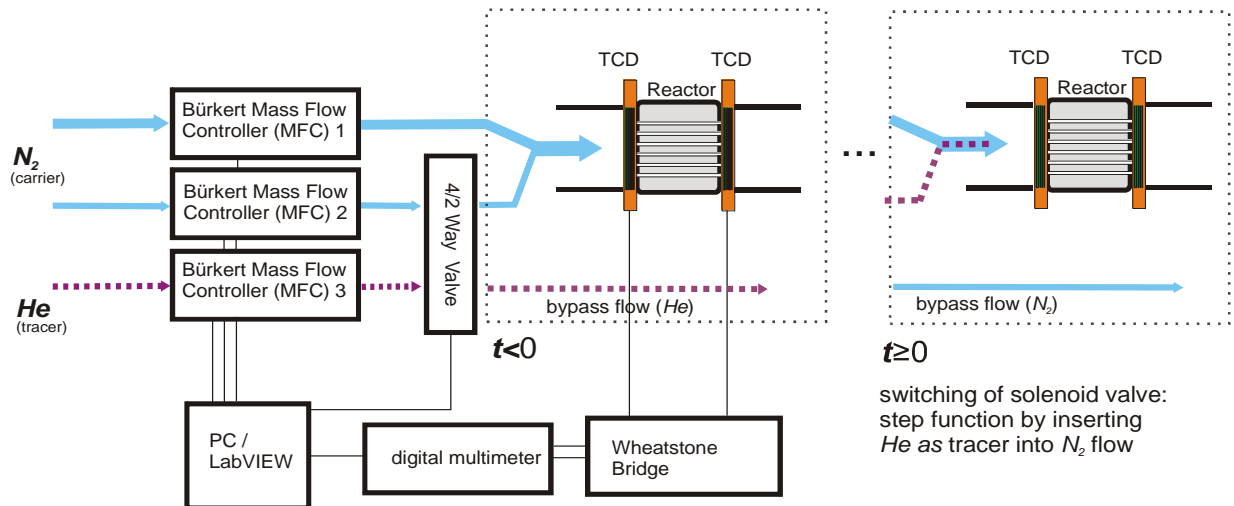 N₂
(carrier)
He
(tracer)
Bürkert Mass Flow
Controller (MFC) 1
Bürkert Mass Flow
Controller (MFC) 2
Bürkert Mass Flow
Controller (MFC) 3
4/2 Way Valve
TCD
TCD
Reactor
bypass flow (He)
t<0
...
TCD
TCD
Reactor
bypass flow (N₂)
t≥0
switching of solenoid valve:
step function by inserting
He as tracer into N₂ flow
PC /
LabVIEW
digital multimeter
Wheatstone
Bridge